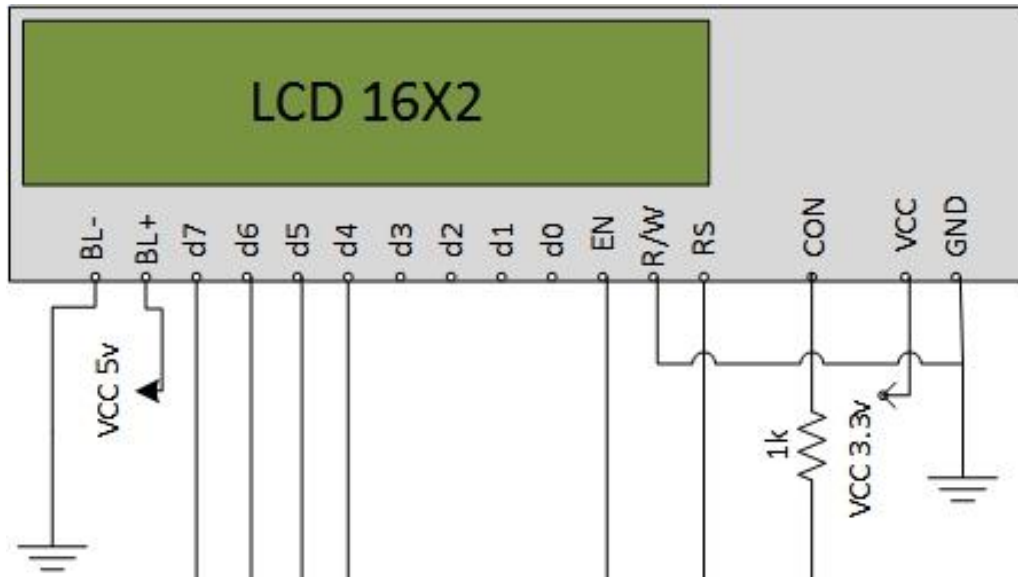 LCD 16X2
BL-
BL+
d7
d6
d5
d4
d3
d2
d1
d0
EN
R/W
RS
CON
VCC
GND
VCC 5v
1k
VCC 3.3v